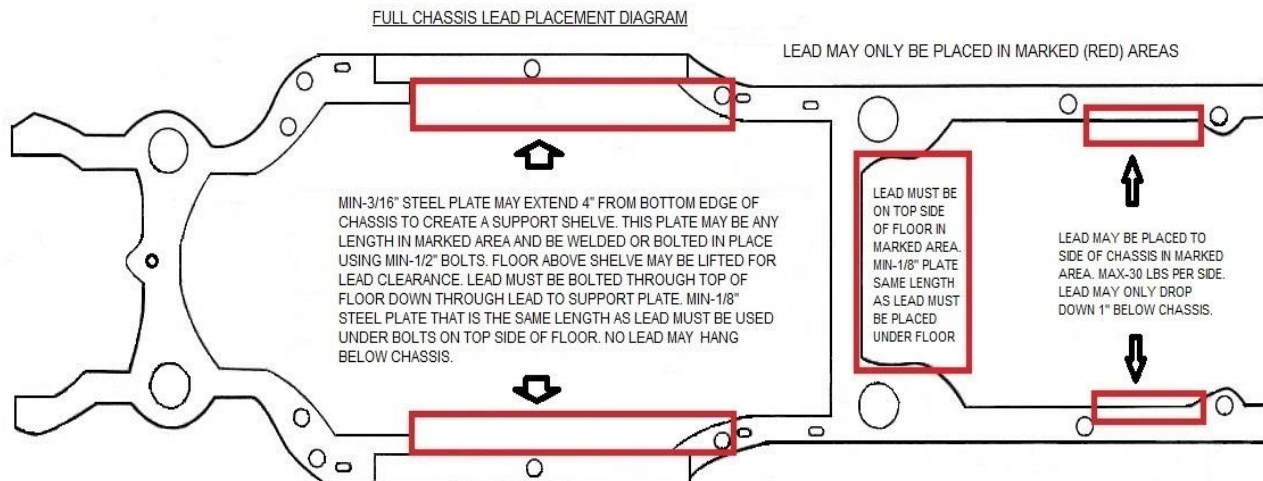 FULL CHASSIS LEAD PLACEMENT DIAGRAM
LEAD MAY ONLY BE PLACED IN MARKED (RED) AREAS
MIN-3/16" STEEL PLATE MAY EXTEND 4" FROM BOTTOM EDGE OF
CHASSIS TO CREATE A SUPPORT SHELVE. THIS PLATE MAY BE ANY
LENGTH IN MARKED AREA AND BE WELDED OR BOLTED IN PLACE
USING MIN-1/2" BOLTS. FLOOR ABOVE SHELVE MAY BE LIFTED FOR
LEAD CLEARANCE. LEAD MUST BE BOLTED THROUGH TOP OF
FLOOR DOWN THROUGH LEAD TO SUPPORT PLATE. MIN-1/8"
STEEL PLATE THAT IS THE SAME LENGTH AS LEAD MUST BE USED
UNDER BOLTS ON TOP SIDE OF FLOOR. NO LEAD MAY HANG
BELOW CHASSIS.
LEAD MUST BE
ON TOP SIDE
OF FLOOR IN
MARKED AREA.
MIN-1/8" PLATE
SAME LENGTH
AS LEAD MUST
BE PLACED
UNDER FLOOR
LEAD MAY BE PLACED TO
SIDE OF CHASSIS IN MARKED
AREA. MAX-30 LBS PER SIDE.
LEAD MAY ONLY DROP
DOWN 1" BELOW CHASSIS.